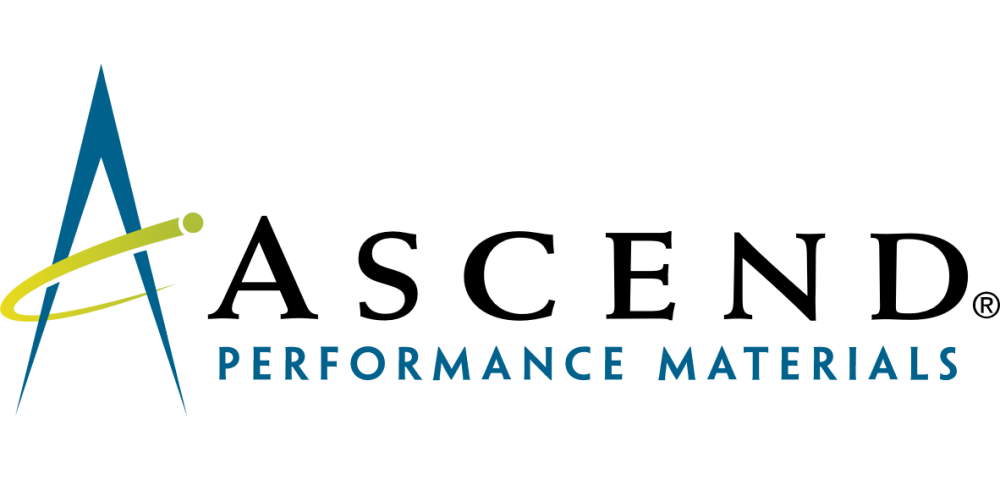 ASCEND®
PERFORMANCE MATERIALS